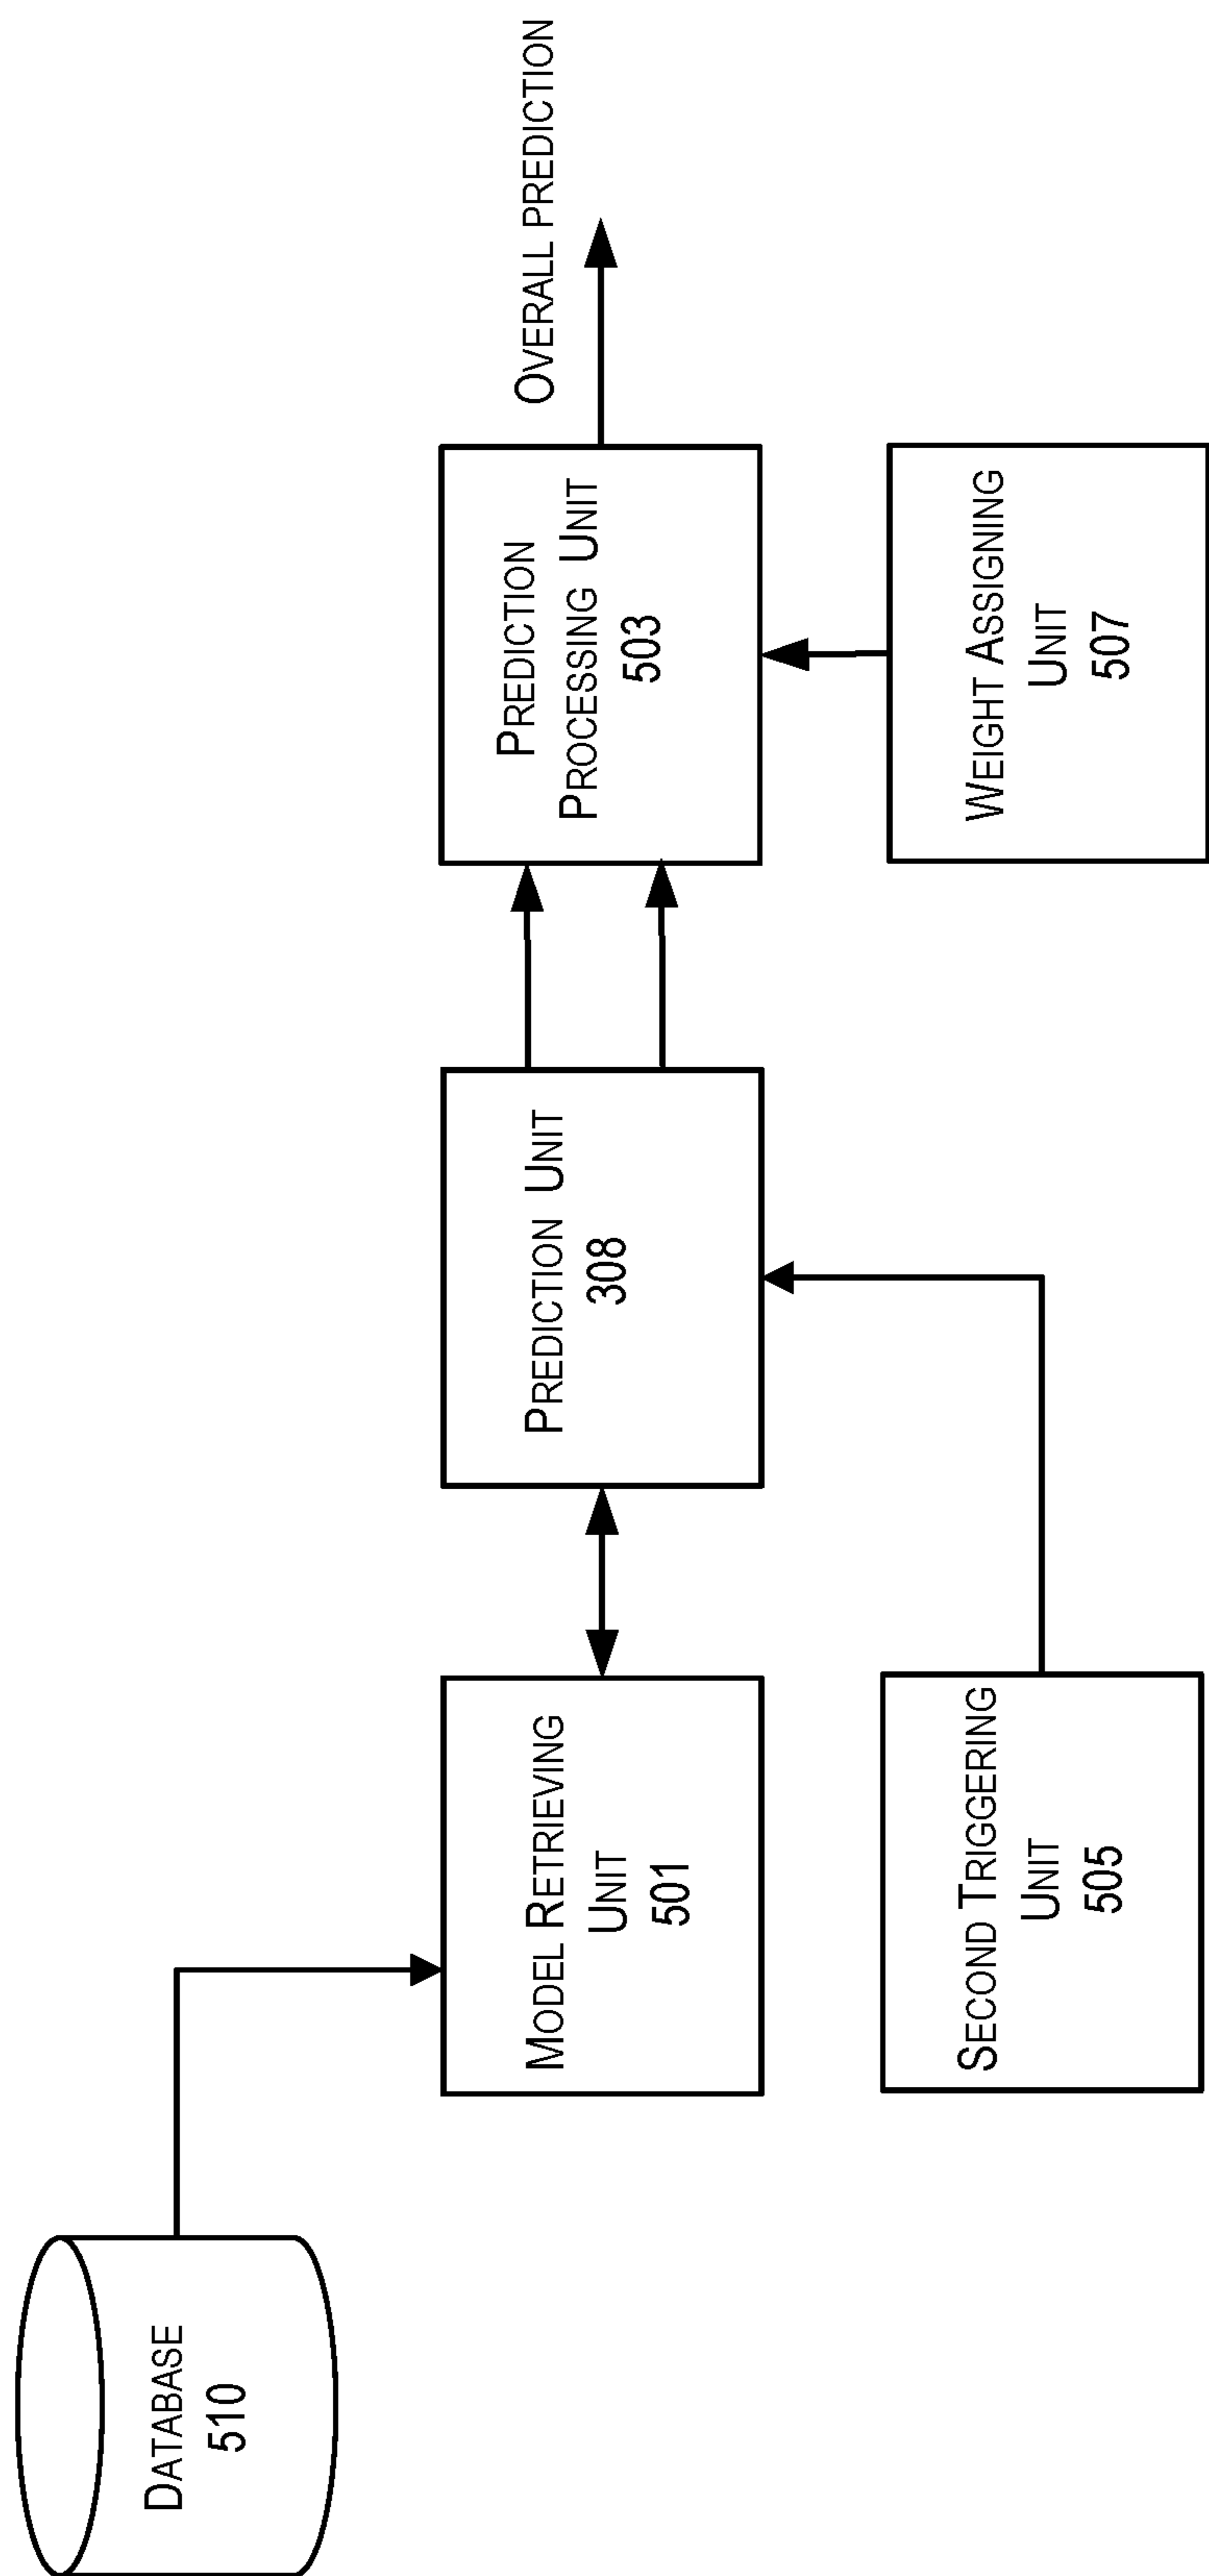 DATABASE
510
MODEL RETRIEVING
UNIT
501
PREDICTION UNIT
308
PREDICTION
PROCESSING UNIT
503
OVERALL PREDICTION
SECOND TRIGGERING
UNIT
505
WEIGHT ASSIGNING
UNIT
507